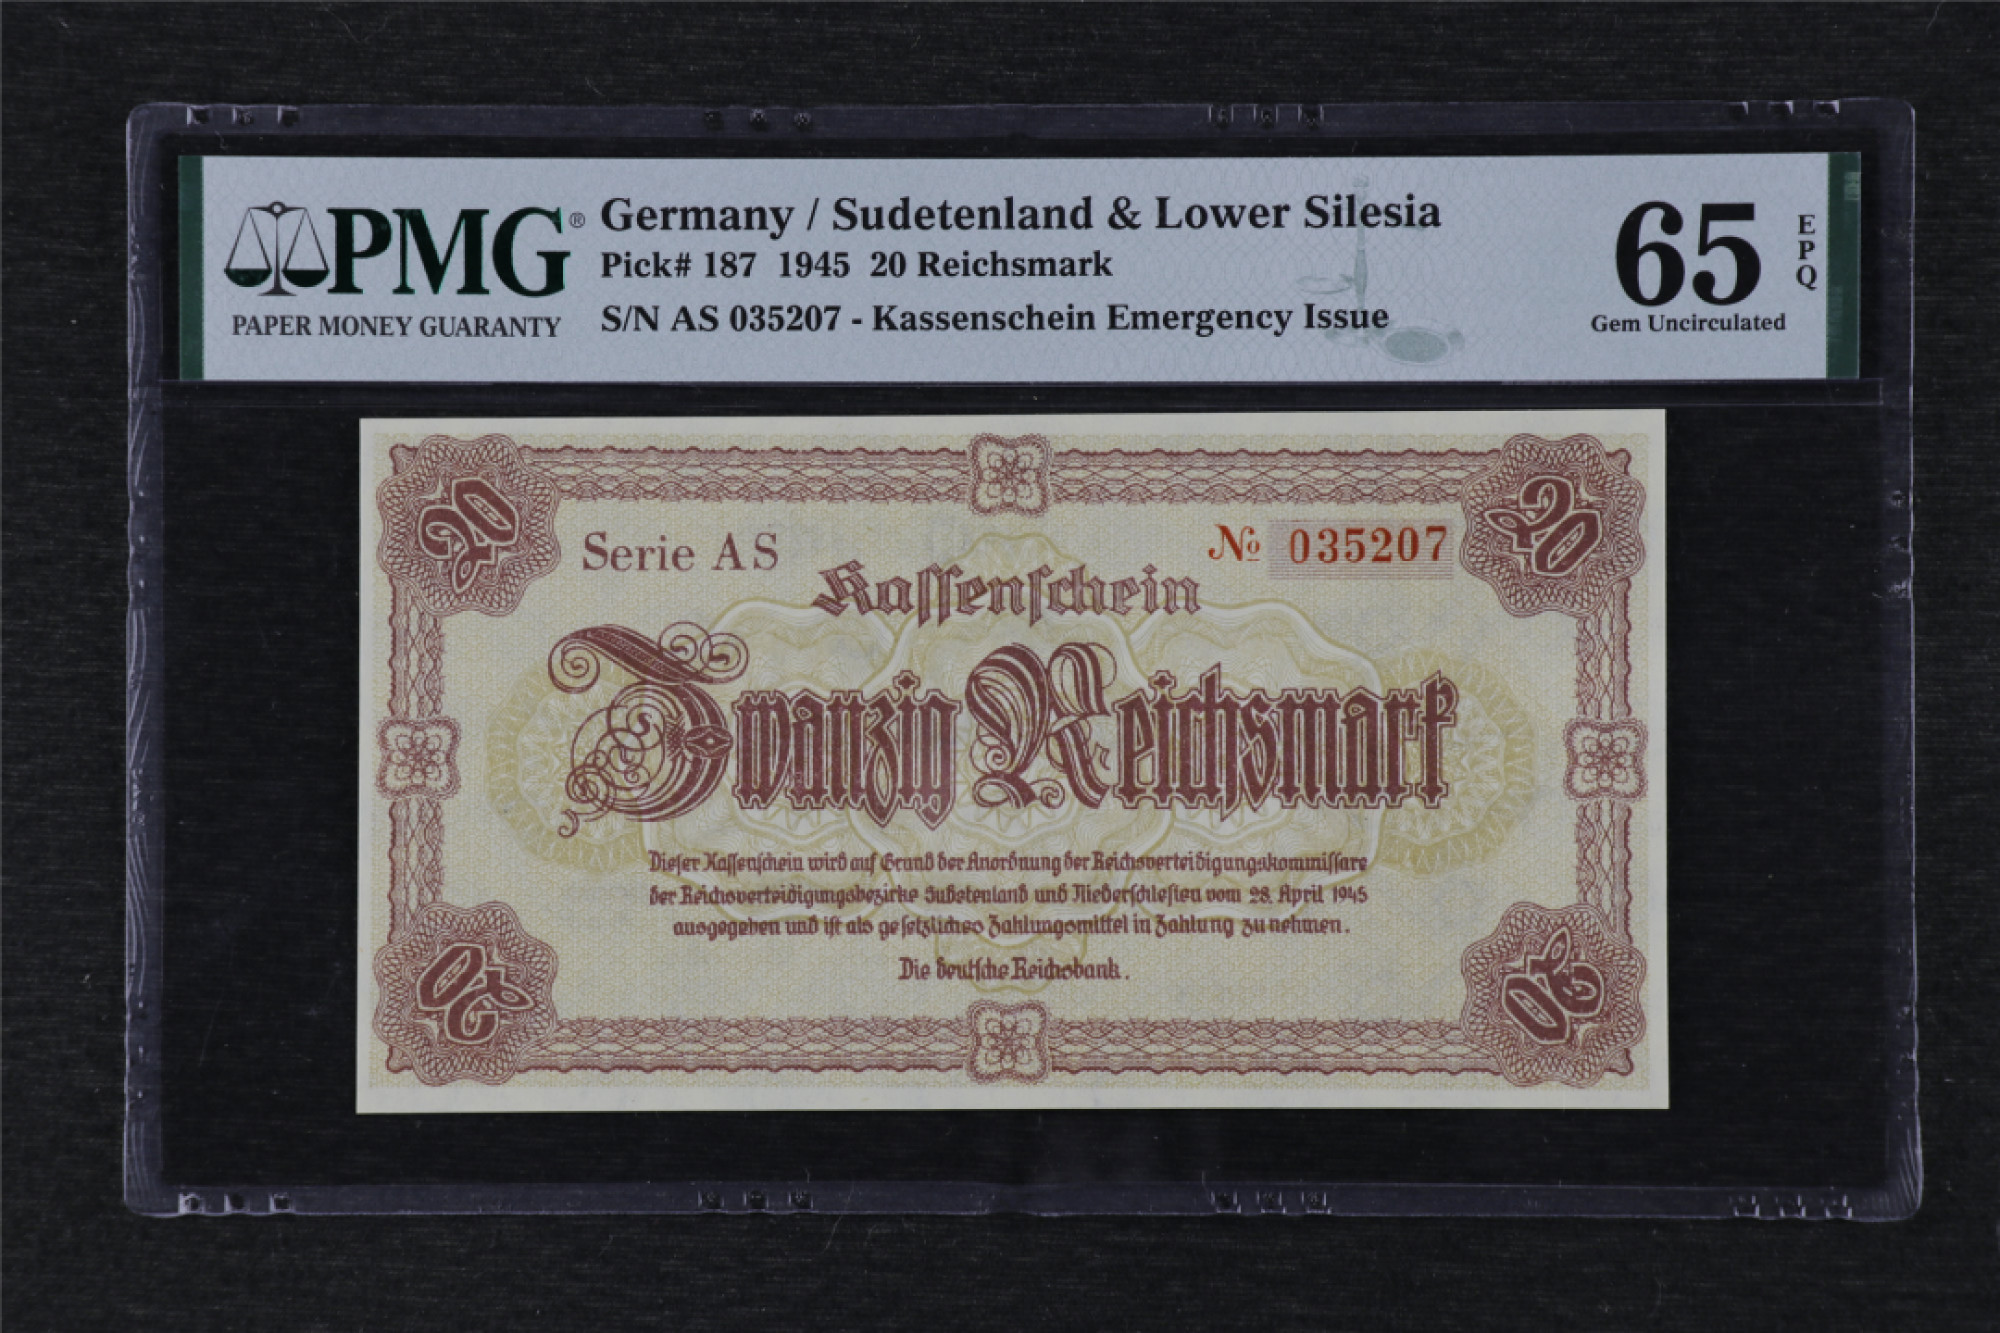 PMG®
PAPER MONEY GUARANTY
Germany / Sudetenland & Lower Silesia
Pick# 187 1945 20 Reichsmark
S/N AS 035207 - Kassenschein Emergency Issue
65
EPQ
Gem Uncirculated
20
20
Serie AS
№ 035207
Kassenschein
Zwanzig Reichsmark
Dieser Kassenschein wird auf Grund der Anordnung der Reichsverteidigungskommissare
der Reichsverteidigungsbezirke Sudetenland und Niederschlesien vom 28. April 1945
ausgegeben und ist als gesetzliches Zahlungsmittel in Zahlung zu nehmen.
Die deutsche Reichsbank.
20
20